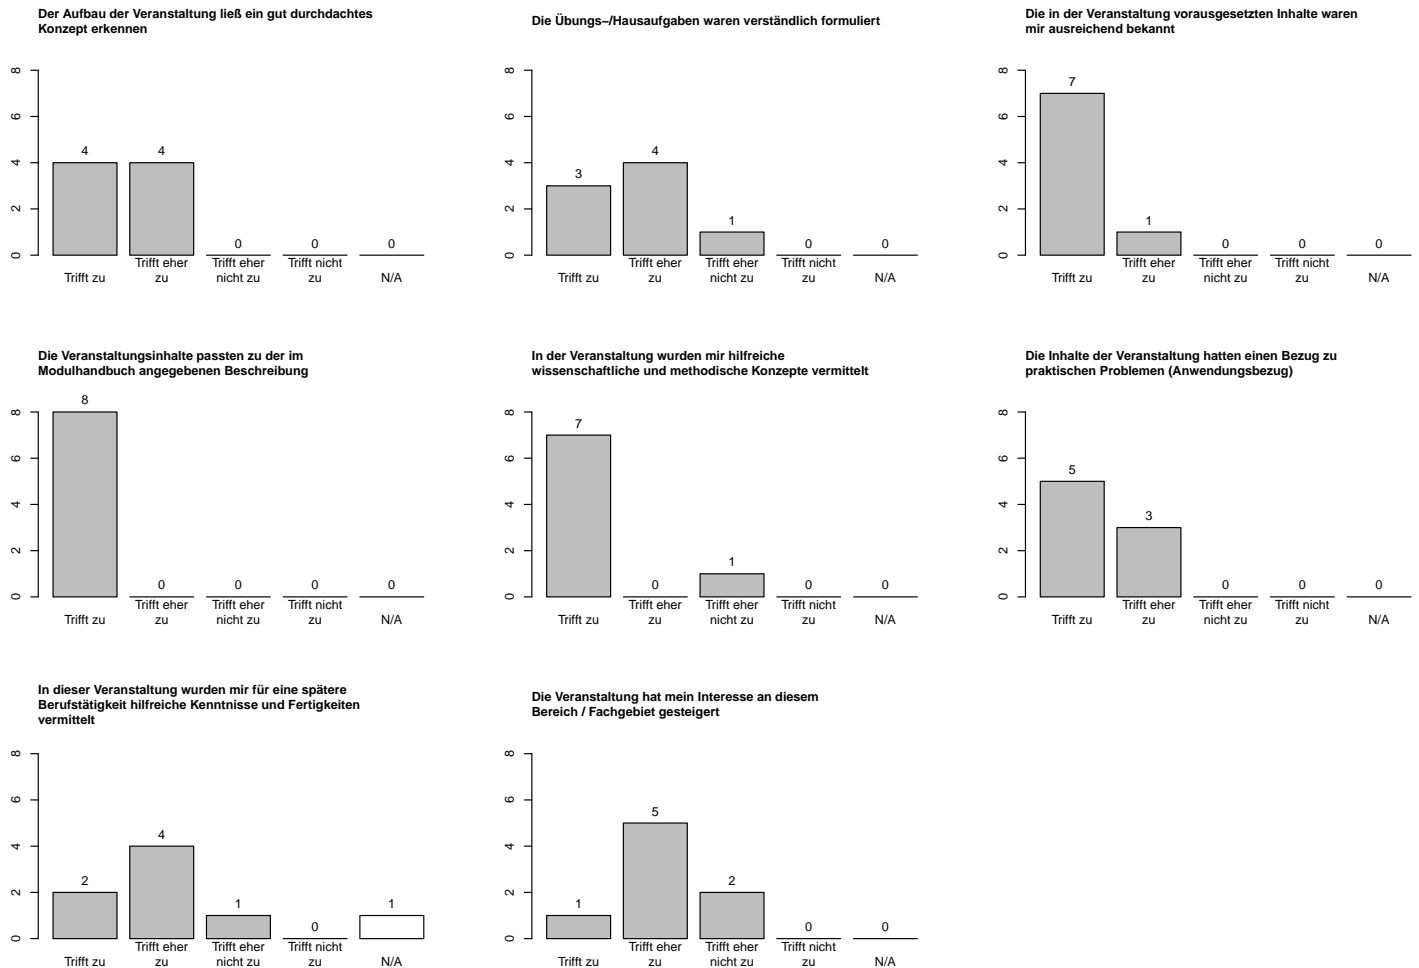 Der Aufbau der Veranstaltung ließ ein gut durchdachtes
Konzept erkennen
8
6
4
2
0
4
4
0
0
0
Trifft zu
Trifft eher
zu
Trifft eher
nicht zu
Trifft nicht
zu
N/A
Die Übungs−/Hausaufgaben waren verständlich formuliert
8
6
4
2
0
3
4
1
0
0
Trifft zu
Trifft eher
zu
Trifft eher
nicht zu
Trifft nicht
zu
N/A
Die in der Veranstaltung vorausgesetzten Inhalte waren
mir ausreichend bekannt
8
6
4
2
0
7
1
0
0
0
Trifft zu
Trifft eher
zu
Trifft eher
nicht zu
Trifft nicht
zu
N/A
Die Veranstaltungsinhalte passten zu der im
Modulhandbuch angegebenen Beschreibung
8
6
4
2
0
8
0
0
0
0
Trifft zu
Trifft eher
zu
Trifft eher
nicht zu
Trifft nicht
zu
N/A
In der Veranstaltung wurden mir hilfreiche
wissenschaftliche und methodische Konzepte vermittelt
8
6
4
2
0
7
0
1
0
0
Trifft zu
Trifft eher
zu
Trifft eher
nicht zu
Trifft nicht
zu
N/A
Die Inhalte der Veranstaltung hatten einen Bezug zu
praktischen Problemen (Anwendungsbezug)
8
6
4
2
0
5
3
0
0
0
Trifft zu
Trifft eher
zu
Trifft eher
nicht zu
Trifft nicht
zu
N/A
In dieser Veranstaltung wurden mir für eine spätere
Berufstätigkeit hilfreiche Kenntnisse und Fertigkeiten
vermittelt
8
6
4
2
0
2
4
1
0
1
Trifft zu
Trifft eher
zu
Trifft eher
nicht zu
Trifft nicht
zu
N/A
Die Veranstaltung hat mein Interesse an diesem
Bereich / Fachgebiet gesteigert
8
6
4
2
0
1
5
2
0
0
Trifft zu
Trifft eher
zu
Trifft eher
nicht zu
Trifft nicht
zu
N/A